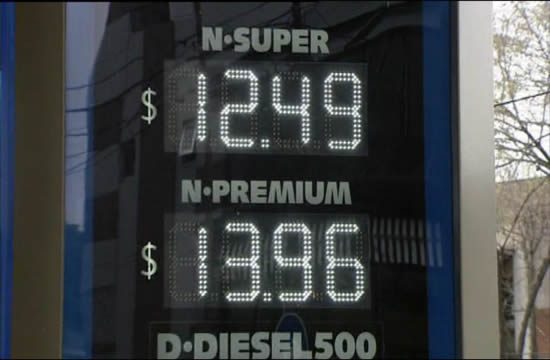 N•SUPER
$ 12.49
N•PREMIUM
$ 13.96
D•DIESEL500